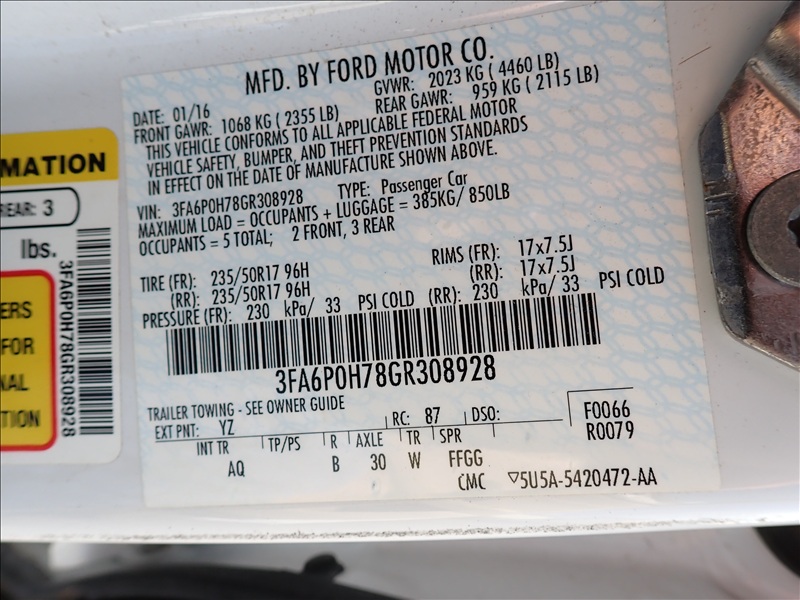 MFD. BY FORD MOTOR CO.
DATE: 01/16 GVWR: 2023 KG ( 4460 LB)
FRONT GAWR: 1068 KG ( 2355 LB) REAR GAWR: 959 KG ( 2115 LB)
THIS VEHICLE CONFORMS TO ALL APPLICABLE FEDERAL MOTOR
VEHICLE SAFETY, BUMPER, AND THEFT PREVENTION STANDARDS
IN EFFECT ON THE DATE OF MANUFACTURE SHOWN ABOVE.
VIN: 3FA6P0H78GR308928 TYPE: Passenger Car
MAXIMUM LOAD = OCCUPANTS + LUGGAGE = 385KG/ 850LB
OCCUPANTS = 5 TOTAL; 2 FRONT, 3 REAR
TIRE (FR): 235/50R17 96H RIMS (FR): 17x7.5J
(RR): 235/50R17 96H (RR): 17x7.5J
PRESSURE (FR): 230 kPa/ 33 PSI COLD (RR): 230 kPa/ 33 PSI COLD
3FA6P0H78GR308928
TRAILER TOWING - SEE OWNER GUIDE
EXT PNT: YZ RC: 87 DSO: F0066
R0079
INT TR TP/PS R AXLE TR SPR
AQ B 30 W FFGG
CMC ▽5U5A-5420472-AA
MATION
REAR: 3
lbs.
ERS
FOR
NAL
TION
3FA6P0H78GR308928